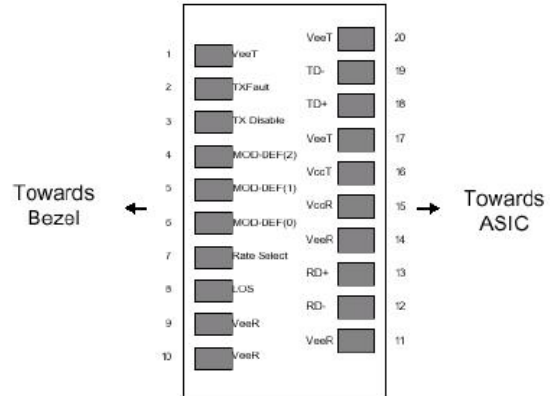 1 VeeT
2 TXFault
3 TX Disable
4 MOD-DEF(2)
5 MOD-DEF(1)
6 MOD-DEF(0)
7 Rate Select
8 LOS
9 VeeR
10 VeeR
VeeT 20
TD- 19
TD+ 18
VeeT 17
VccT 16
VccR 15
VeeR 14
RD+ 13
RD- 12
VeeR 11
Towards
Bezel
Towards
ASIC